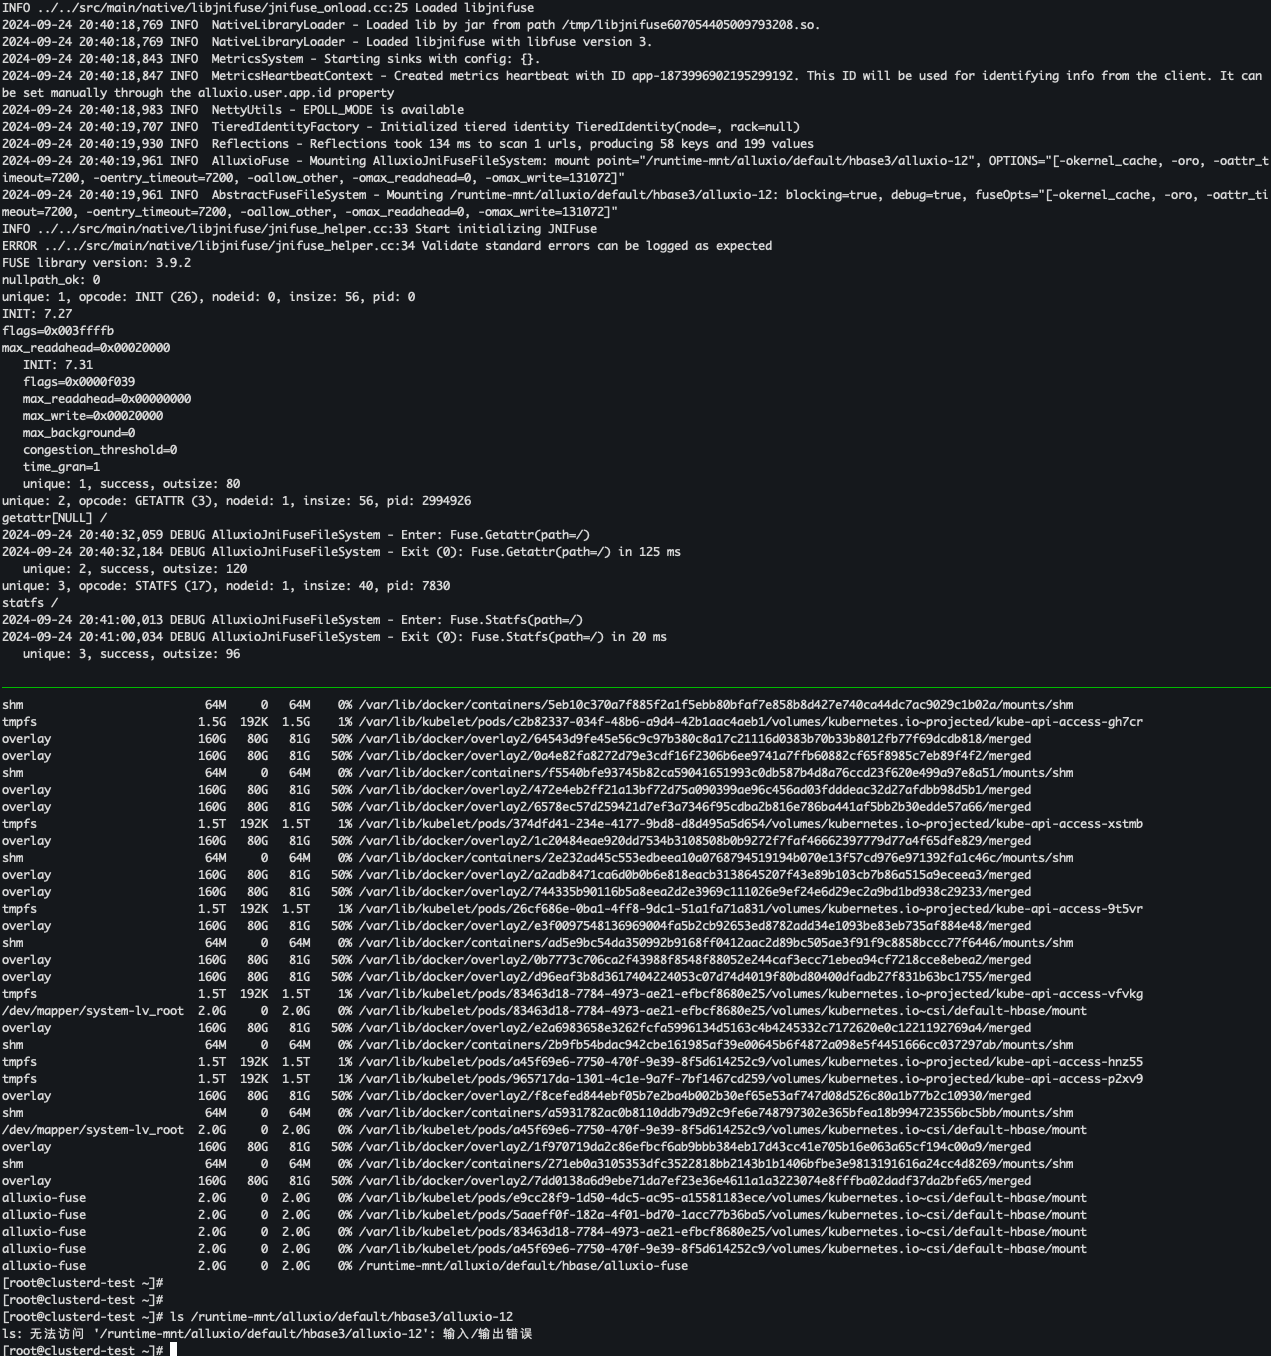 INFO ../../src/main/native/libjnifuse/jnifuse_onload.cc:25 Loaded libjnifuse
2024-09-24 20:40:18,769 INFO  NativeLibraryLoader - Loaded lib by jar from path /tmp/libjnifuse607054405009793208.so.
2024-09-24 20:40:18,769 INFO  NativeLibraryLoader - Loaded libjnifuse with libfuse version 3.
2024-09-24 20:40:18,843 INFO  MetricsSystem - Starting sinks with config: {}.
2024-09-24 20:40:18,847 INFO  MetricsHeartbeatContext - Created metrics heartbeat with ID app-1873996902195299192. This ID will be used for identifying info from the client. It can
be set manually through the alluxio.user.app.id property
2024-09-24 20:40:18,983 INFO  NettyUtils - EPOLL_MODE is available
2024-09-24 20:40:19,707 INFO  TieredIdentityFactory - Initialized tiered identity TieredIdentity(node=, rack=null)
2024-09-24 20:40:19,930 INFO  Reflections - Reflections took 134 ms to scan 1 urls, producing 58 keys and 199 values
2024-09-24 20:40:19,961 INFO  AlluxioFuse - Mounting AlluxioJniFuseFileSystem: mount point="/runtime-mnt/alluxio/default/hbase3/alluxio-12", OPTIONS="[-okernel_cache, -oro, -oattr_t
imeout=7200, -oentry_timeout=7200, -oallow_other, -omax_readahead=0, -omax_write=131072]"
2024-09-24 20:40:19,961 INFO  AbstractFuseFileSystem - Mounting /runtime-mnt/alluxio/default/hbase3/alluxio-12: blocking=true, debug=true, fuseOpts="[-okernel_cache, -oro, -oattr_ti
meout=7200, -oentry_timeout=7200, -oallow_other, -omax_readahead=0, -omax_write=131072]"
INFO ../../src/main/native/libjnifuse/jnifuse_helper.cc:33 Start initializing JNIFuse
ERROR ../../src/main/native/libjnifuse/jnifuse_helper.cc:34 Validate standard errors can be logged as expected
FUSE library version: 3.9.2
nullpath_ok: 0
unique: 1, opcode: INIT (26), nodeid: 0, insize: 56, pid: 0
INIT: 7.27
flags=0x003ffffb
max_readahead=0x00020000
   INIT: 7.31
   flags=0x0000f039
   max_readahead=0x00000000
   max_write=0x00020000
   max_background=0
   congestion_threshold=0
   time_gran=1
   unique: 1, success, outsize: 80
unique: 2, opcode: GETATTR (3), nodeid: 1, insize: 56, pid: 2994926
getattr[NULL] /
2024-09-24 20:40:32,059 DEBUG AlluxioJniFuseFileSystem - Enter: Fuse.Getattr(path=/)
2024-09-24 20:40:32,184 DEBUG AlluxioJniFuseFileSystem - Exit (0): Fuse.Getattr(path=/) in 125 ms
   unique: 2, success, outsize: 120
unique: 3, opcode: STATFS (17), nodeid: 1, insize: 40, pid: 7830
statfs /
2024-09-24 20:41:00,013 DEBUG AlluxioJniFuseFileSystem - Enter: Fuse.Statfs(path=/)
2024-09-24 20:41:00,034 DEBUG AlluxioJniFuseFileSystem - Exit (0): Fuse.Statfs(path=/) in 20 ms
   unique: 3, success, outsize: 96
shm 64M 0 64M 0% /var/lib/docker/containers/5eb10c370a7f885f2a1f5ebb80bfaf7e858b8d427e740ca44dc7ac9029c1b02a/mounts/shm
tmpfs 1.5G 192K 1.5G 1% /var/lib/kubelet/pods/c2b82337-034f-48b6-a9d4-42b1aac4aeb1/volumes/kubernetes.io~projected/kube-api-access-gh7cr
overlay 160G 80G 81G 50% /var/lib/docker/overlay2/64543d9fe45e56c9c97b380c8a17c21116d0383b70b33b8012fb77f69dcdb818/merged
overlay 160G 80G 81G 50% /var/lib/docker/overlay2/0a4e82fa8272d79e3cdf16f2306b6ee9741a7ffb60882cf65f8985c7eb89f4f2/merged
shm 64M 0 64M 0% /var/lib/docker/containers/f5540bfe93745b82ca59041651993c0db587b4d8a76ccd23f620e499a97e8a51/mounts/shm
overlay 160G 80G 81G 50% /var/lib/docker/overlay2/472e4eb2ff21a13bf72d75a090399ae96c456ad03fdddeac32d27afdbb98d5b1/merged
overlay 160G 80G 81G 50% /var/lib/docker/overlay2/6578ec57d259421d7ef3a7346f95cdba2b816e786ba441af5bb2b30edde57a66/merged
tmpfs 1.5T 192K 1.5T 1% /var/lib/kubelet/pods/374dfd41-234e-4177-9bd8-d8d495a5d654/volumes/kubernetes.io~projected/kube-api-access-xstmb
overlay 160G 80G 81G 50% /var/lib/docker/overlay2/1c20484eae920dd7534b3108508b0b9272f7faf46662397779d77a4f65dfe829/merged
shm 64M 0 64M 0% /var/lib/docker/containers/2e232ad45c553edbeea10a0768794519194b070e13f57cd976e971392fa1c46c/mounts/shm
overlay 160G 80G 81G 50% /var/lib/docker/overlay2/a2adb8471ca6d0b0b6e818eacb3138645207f43e89b103cb7b86a515a9eceea3/merged
overlay 160G 80G 81G 50% /var/lib/docker/overlay2/744335b90116b5a8eea2d2e3969c111026e9ef24e6d29ec2a9bd1bd938c29233/merged
tmpfs 1.5T 192K 1.5T 1% /var/lib/kubelet/pods/26cf686e-0ba1-4ff8-9dc1-51a1fa71a831/volumes/kubernetes.io~projected/kube-api-access-9t5vr
overlay 160G 80G 81G 50% /var/lib/docker/overlay2/e3f0097548136969004fa5b2cb92653ed8782add34e1093be83eb735af884e48/merged
shm 64M 0 64M 0% /var/lib/docker/containers/ad5e9bc54da350992b9168ff0412aac2d89bc505ae3f91f9c8858bccc77f6446/mounts/shm
overlay 160G 80G 81G 50% /var/lib/docker/overlay2/0b7773c706ca2f43988f8548f88052e244caf3ecc71ebea94cf7218cce8ebea2/merged
overlay 160G 80G 81G 50% /var/lib/docker/overlay2/d96eaf3b8d3617404224053c07d74d4019f80bd80400dfadb27f831b63bc1755/merged
tmpfs 1.5T 192K 1.5T 1% /var/lib/kubelet/pods/83463d18-7784-4973-ae21-efbcf8680e25/volumes/kubernetes.io~projected/kube-api-access-vfvkg
/dev/mapper/system-lv_root 2.0G 0 2.0G 0% /var/lib/kubelet/pods/83463d18-7784-4973-ae21-efbcf8680e25/volumes/kubernetes.io~csi/default-hbase/mount
overlay 160G 80G 81G 50% /var/lib/docker/overlay2/e2a6983658e3262fcfa5996134d5163c4b4245332c7172620e0c1221192769a4/merged
shm 64M 0 64M 0% /var/lib/docker/containers/2b9fb54bdac942cbe161985af39e00645b6f4872a098e5f4451666cc037297ab/mounts/shm
tmpfs 1.5T 192K 1.5T 1% /var/lib/kubelet/pods/a45f69e6-7750-470f-9e39-8f5d614252c9/volumes/kubernetes.io~projected/kube-api-access-hnz55
tmpfs 1.5T 192K 1.5T 1% /var/lib/kubelet/pods/965717da-1301-4c1e-9a7f-7bf1467cd259/volumes/kubernetes.io~projected/kube-api-access-p2xv9
overlay 160G 80G 81G 50% /var/lib/docker/overlay2/f8cefed844ebf05b7e2ba4b002b30ef65e53af747d08d526c80a1b77b2c10930/merged
shm 64M 0 64M 0% /var/lib/docker/containers/a5931782ac0b8110ddb79d92c9fe6e748797302e365bfea18b994723556bc5bb/mounts/shm
/dev/mapper/system-lv_root 2.0G 0 2.0G 0% /var/lib/kubelet/pods/a45f69e6-7750-470f-9e39-8f5d614252c9/volumes/kubernetes.io~csi/default-hbase/mount
overlay 160G 80G 81G 50% /var/lib/docker/overlay2/1f970719da2c86efbcf6ab9bbb384eb17d43cc41e705b16e063a65cf194c00a9/merged
shm 64M 0 64M 0% /var/lib/docker/containers/271eb0a3105353dfc3522818bb2143b1b1406bfbe3e9813191616a24cc4d8269/mounts/shm
overlay 160G 80G 81G 50% /var/lib/docker/overlay2/7dd0138a6d9ebe71da7ef23e36e4611a1a3223074e8fffba02dadf37da2bfe65/merged
alluxio-fuse 2.0G 0 2.0G 0% /var/lib/kubelet/pods/e9cc28f9-1d50-4dc5-ac95-a15581183ece/volumes/kubernetes.io~csi/default-hbase/mount
alluxio-fuse 2.0G 0 2.0G 0% /var/lib/kubelet/pods/5aaeff0f-182a-4f01-bd70-1acc77b36ba5/volumes/kubernetes.io~csi/default-hbase/mount
alluxio-fuse 2.0G 0 2.0G 0% /var/lib/kubelet/pods/83463d18-7784-4973-ae21-efbcf8680e25/volumes/kubernetes.io~csi/default-hbase/mount
alluxio-fuse 2.0G 0 2.0G 0% /var/lib/kubelet/pods/a45f69e6-7750-470f-9e39-8f5d614252c9/volumes/kubernetes.io~csi/default-hbase/mount
alluxio-fuse 2.0G 0 2.0G 0% /runtime-mnt/alluxio/default/hbase/alluxio-fuse
[root@clusterd-test ~]#
[root@clusterd-test ~]#
[root@clusterd-test ~]# ls /runtime-mnt/alluxio/default/hbase3/alluxio-12
ls: 无法访问 '/runtime-mnt/alluxio/default/hbase3/alluxio-12': 输入/输出错误
[root@clusterd-test ~]#